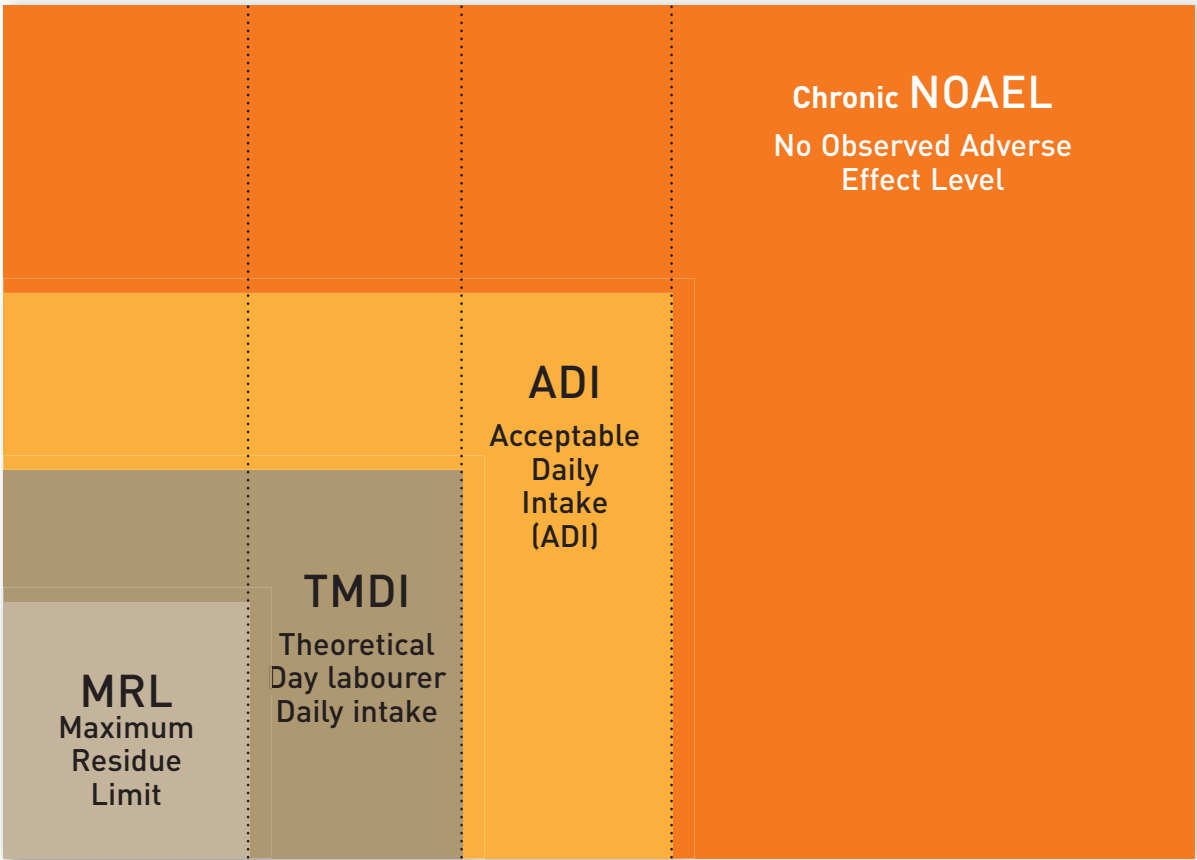 Chronic NOAEL
No Observed Adverse
Effect Level
ADI
Acceptable
Daily
Intake
(ADI)
TMDI
Theoretical
Day labourer
Daily intake
MRL
Maximum
Residue
Limit